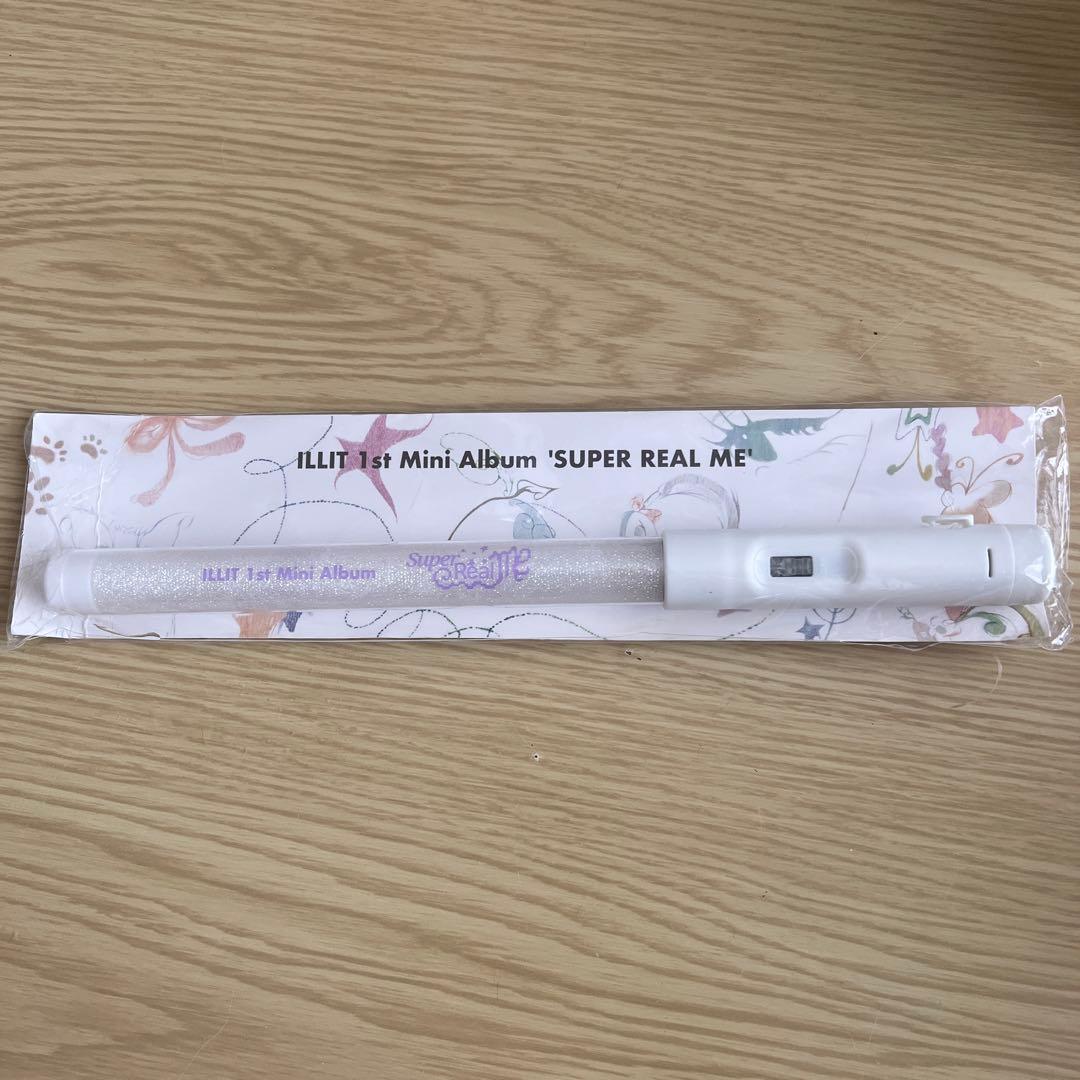 ILLIT 1st Mini Album 'SUPER REAL ME'
ILLIT 1st Mini Album
Super
Real ME